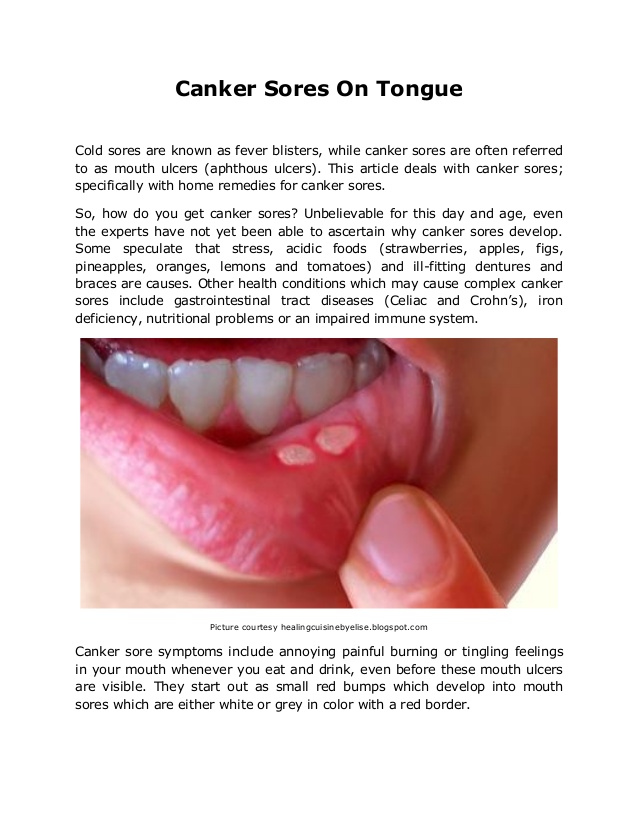 Canker Sores On Tongue
Cold sores are known as fever blisters, while canker sores are often referred
to as mouth ulcers (aphthous ulcers). This article deals with canker sores;
specifically with home remedies for canker sores.
So, how do you get canker sores? Unbelievable for this day and age, even
the experts have not yet been able to ascertain why canker sores develop.
Some speculate that stress, acidic foods (strawberries, apples, figs,
pineapples, oranges, lemons and tomatoes) and ill-fitting dentures and
braces are causes. Other health conditions which may cause complex canker
sores include gastrointestinal tract diseases (Celiac and Crohn's), iron
deficiency, nutritional problems or an impaired immune system.
Picture courtesy healingcuisinebyelise.blogspot.com
Canker sore symptoms include annoying painful burning or tingling feelings
in your mouth whenever you eat and drink, even before these mouth ulcers
are visible. They start out as small red bumps which develop into mouth
sores which are either white or grey in color with a red border.